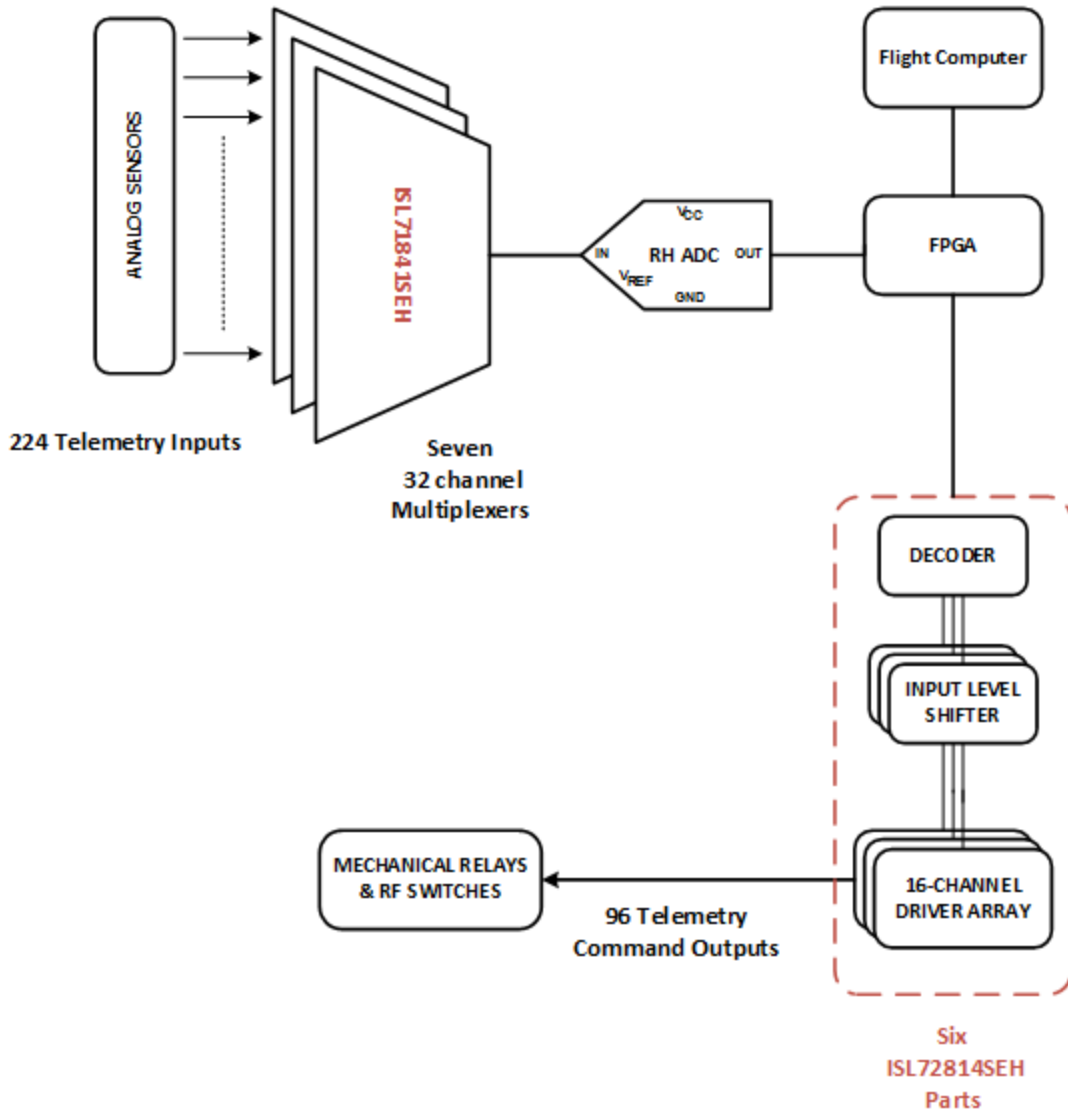 ANALOG SENSORS
224 Telemetry Inputs
ISL71841SEH
Seven
32 channel
Multiplexers
IN
VCC
RH ADC
OUT
VREF
GND
Flight Computer
FPGA
DECODER
INPUT LEVEL
SHIFTER
16-CHANNEL
DRIVER ARRAY
MECHANICAL RELAYS
& RF SWITCHES
96 Telemetry
Command Outputs
Six
ISL72814SEH
Parts